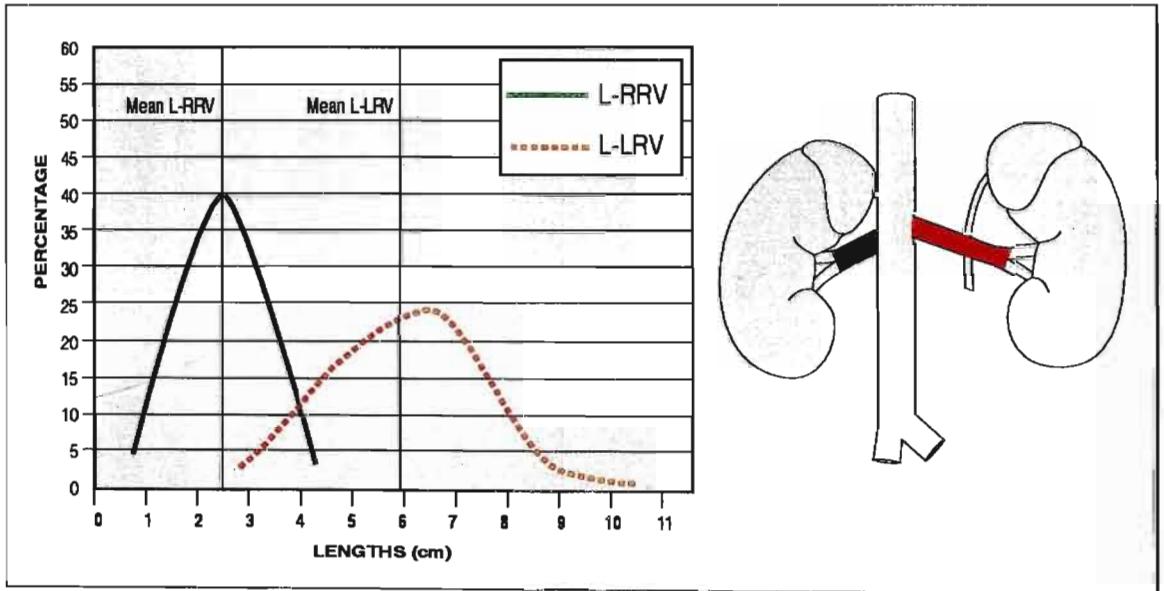 60
55
50
45
40
35
30
25
20
15
10
5
0
PERCENTAGE
Mean L-RRV
Mean L-LRV
L-RRV
L-LRV
0 1 2 3 4 5 6 7 8 9 10 11
LENGTHS (cm)